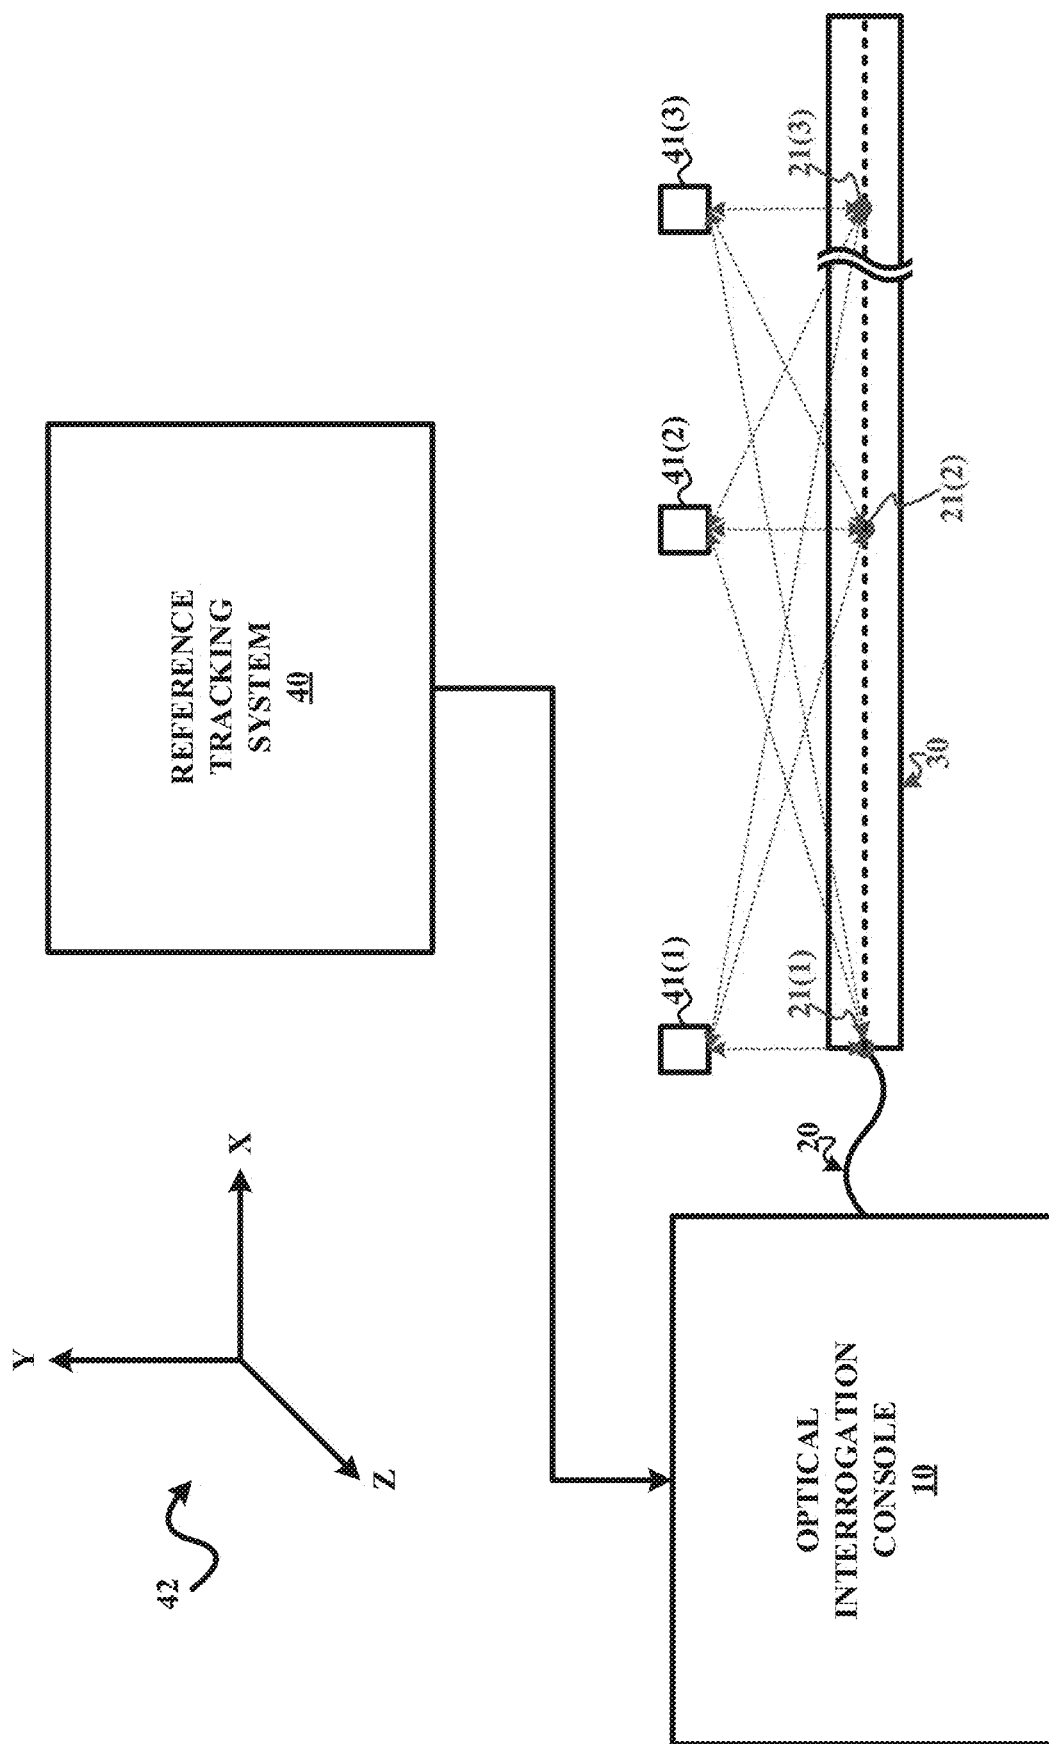 Y
X
Z
42
REFERENCE
TRACKING
SYSTEM
40
41(1)
41(2)
41(3)
21(1)
21(3)
20
OPTICAL
INTERROGATION
CONSOLE
10
30
21(2)